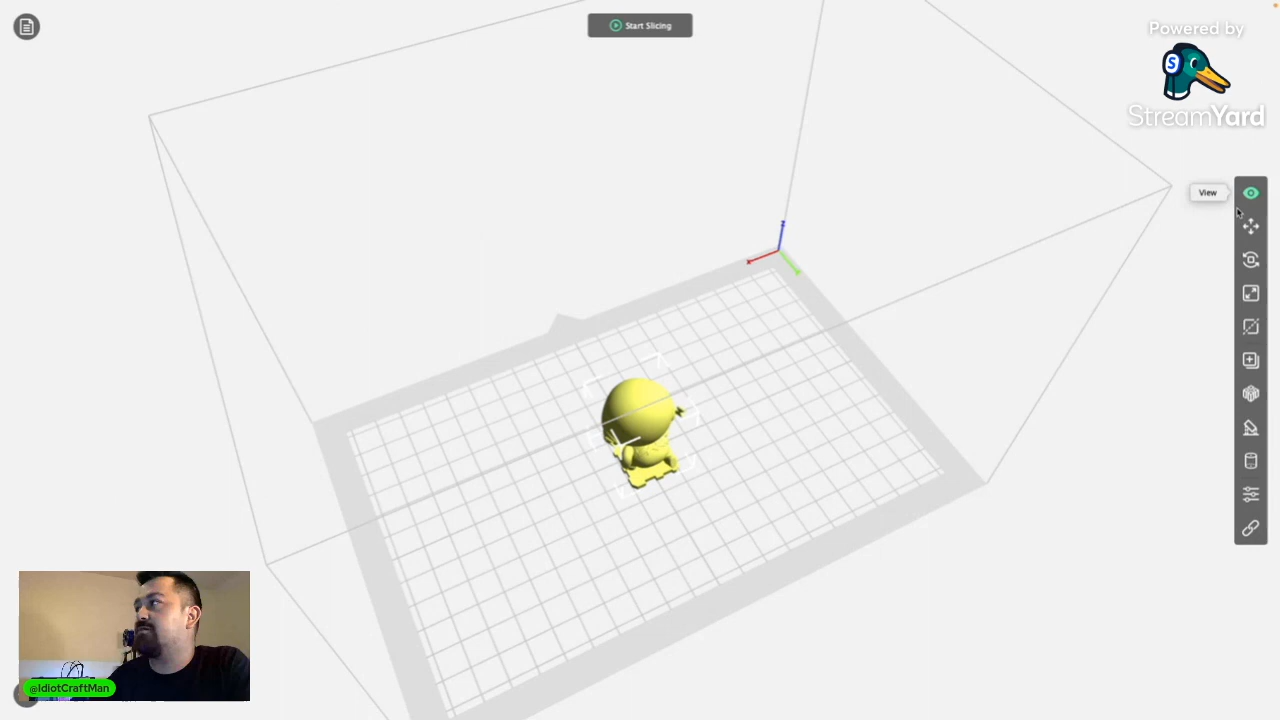 Start Slicing
Powered by
S
StreamYard
View
z
x
@IdiotCraftMan